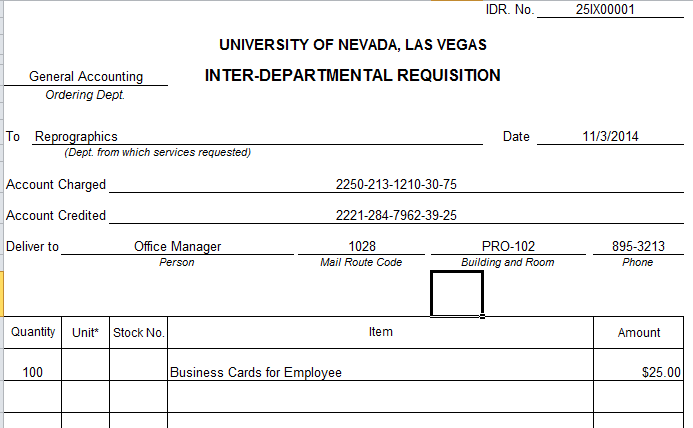 IDR. No. 25IX00001
UNIVERSITY OF NEVADA, LAS VEGAS
General Accounting INTER-DEPARTMENTAL REQUISITION
Ordering Dept.
To Reprographics Date 11/3/2014
(Dept. from which services requested)
Account Charged 2250-213-1210-30-75
Account Credited 2221-284-7962-39-25
Deliver to Office Manager 1028 PRO-102 895-3213
Person Mail Route Code Building and Room Phone
Quantity Unit* Stock No. Item Amount
100 Business Cards for Employee $25.00